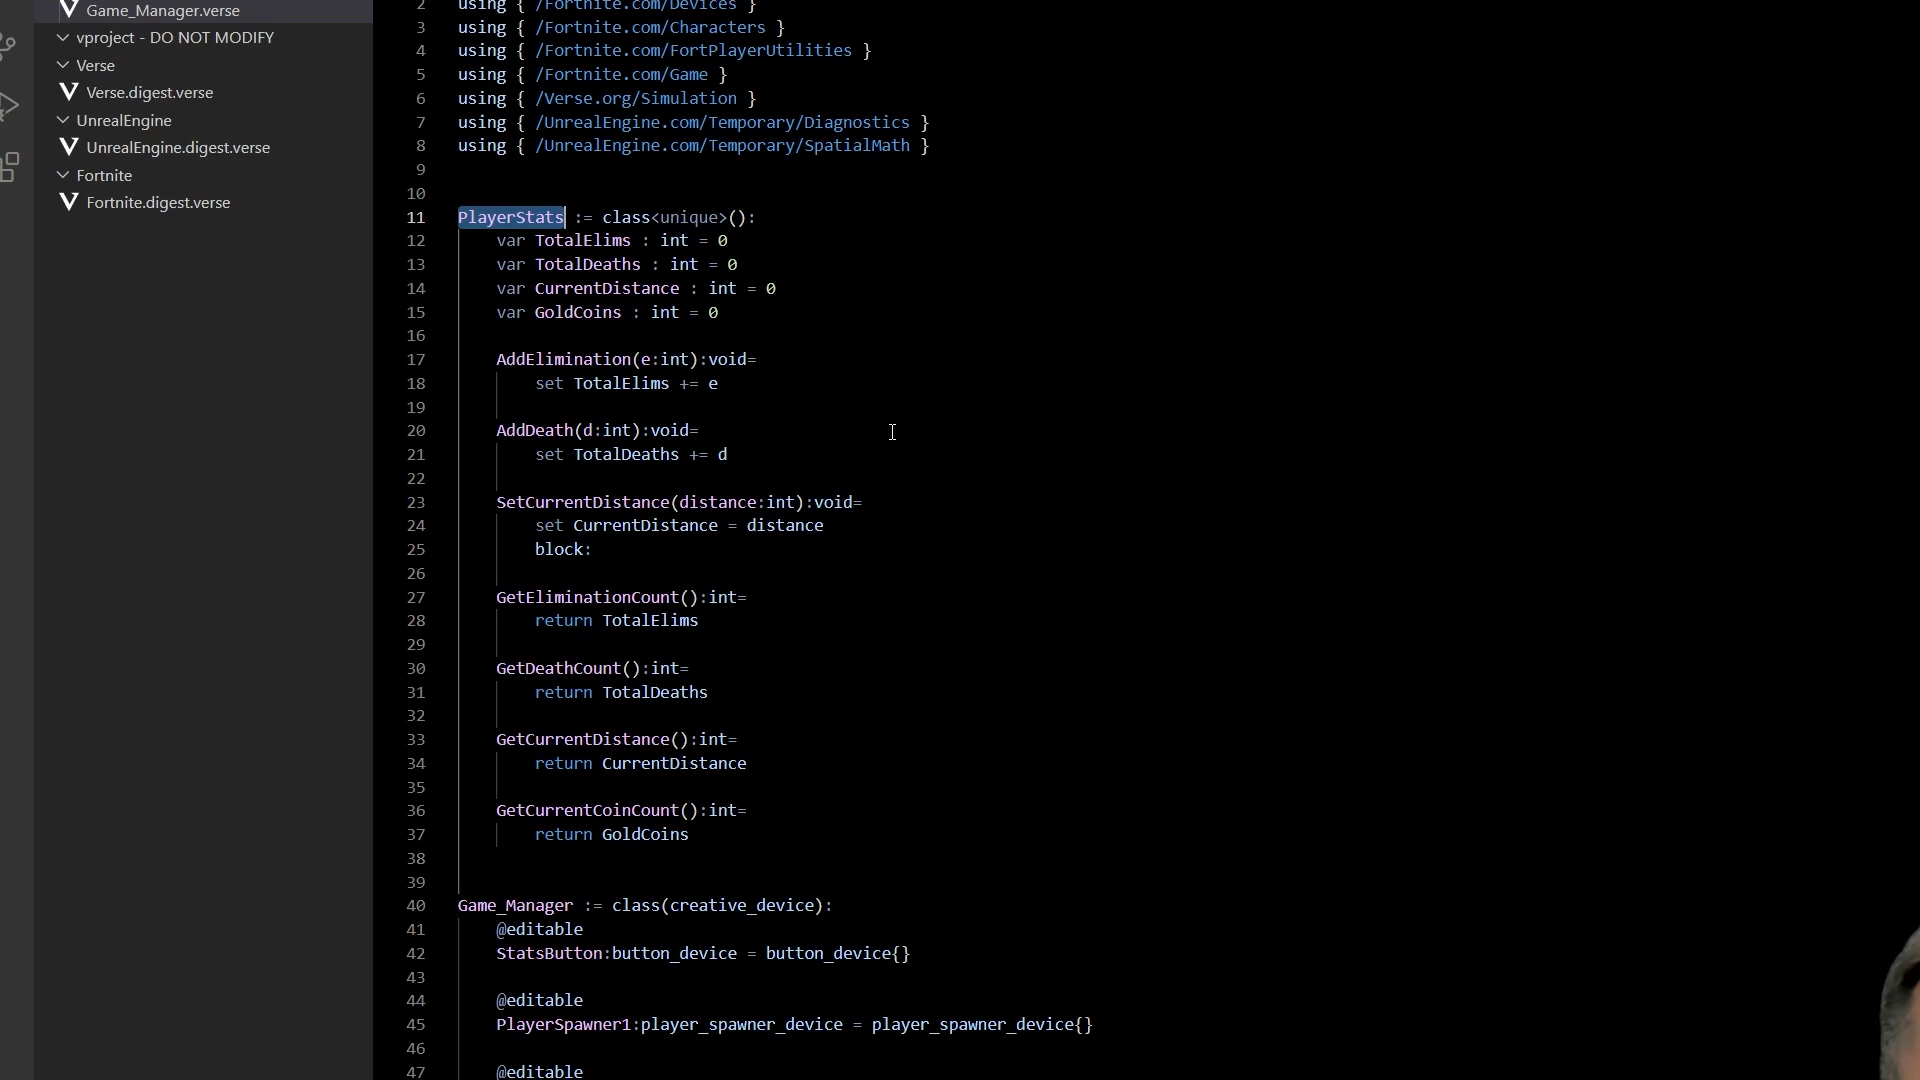 Game_Manager.verse
vproject - DO NOT MODIFY
Verse
Verse.digest.verse
UnrealEngine
UnrealEngine.digest.verse
Fortnite
Fortnite.digest.verse
2 using { /Fortnite.com/Devices }
3 using { /Fortnite.com/Characters }
4 using { /Fortnite.com/FortPlayerUtilities }
5 using { /Fortnite.com/Game }
6 using { /Verse.org/Simulation }
7 using { /UnrealEngine.com/Temporary/Diagnostics }
8 using { /UnrealEngine.com/Temporary/SpatialMath }
9
10
11 PlayerStats := class<unique>():
12 var TotalElims : int = 0
13 var TotalDeaths : int = 0
14 var CurrentDistance : int = 0
15 var GoldCoins : int = 0
16
17 AddElimination(e:int):void=
18 set TotalElims += e
19
20 AddDeath(d:int):void=
21 set TotalDeaths += d
22
23 SetCurrentDistance(distance:int):void=
24 set CurrentDistance = distance
25 block:
26
27 GetEliminationCount():int=
28 return TotalElims
29
30 GetDeathCount():int=
31 return TotalDeaths
32
33 GetCurrentDistance():int=
34 return CurrentDistance
35
36 GetCurrentCoinCount():int=
37 return GoldCoins
38
39
40 Game_Manager := class(creative_device):
41 @editable
42 StatsButton:button_device = button_device{}
43
44 @editable
45 PlayerSpawner1:player_spawner_device = player_spawner_device{}
46
47 @editable